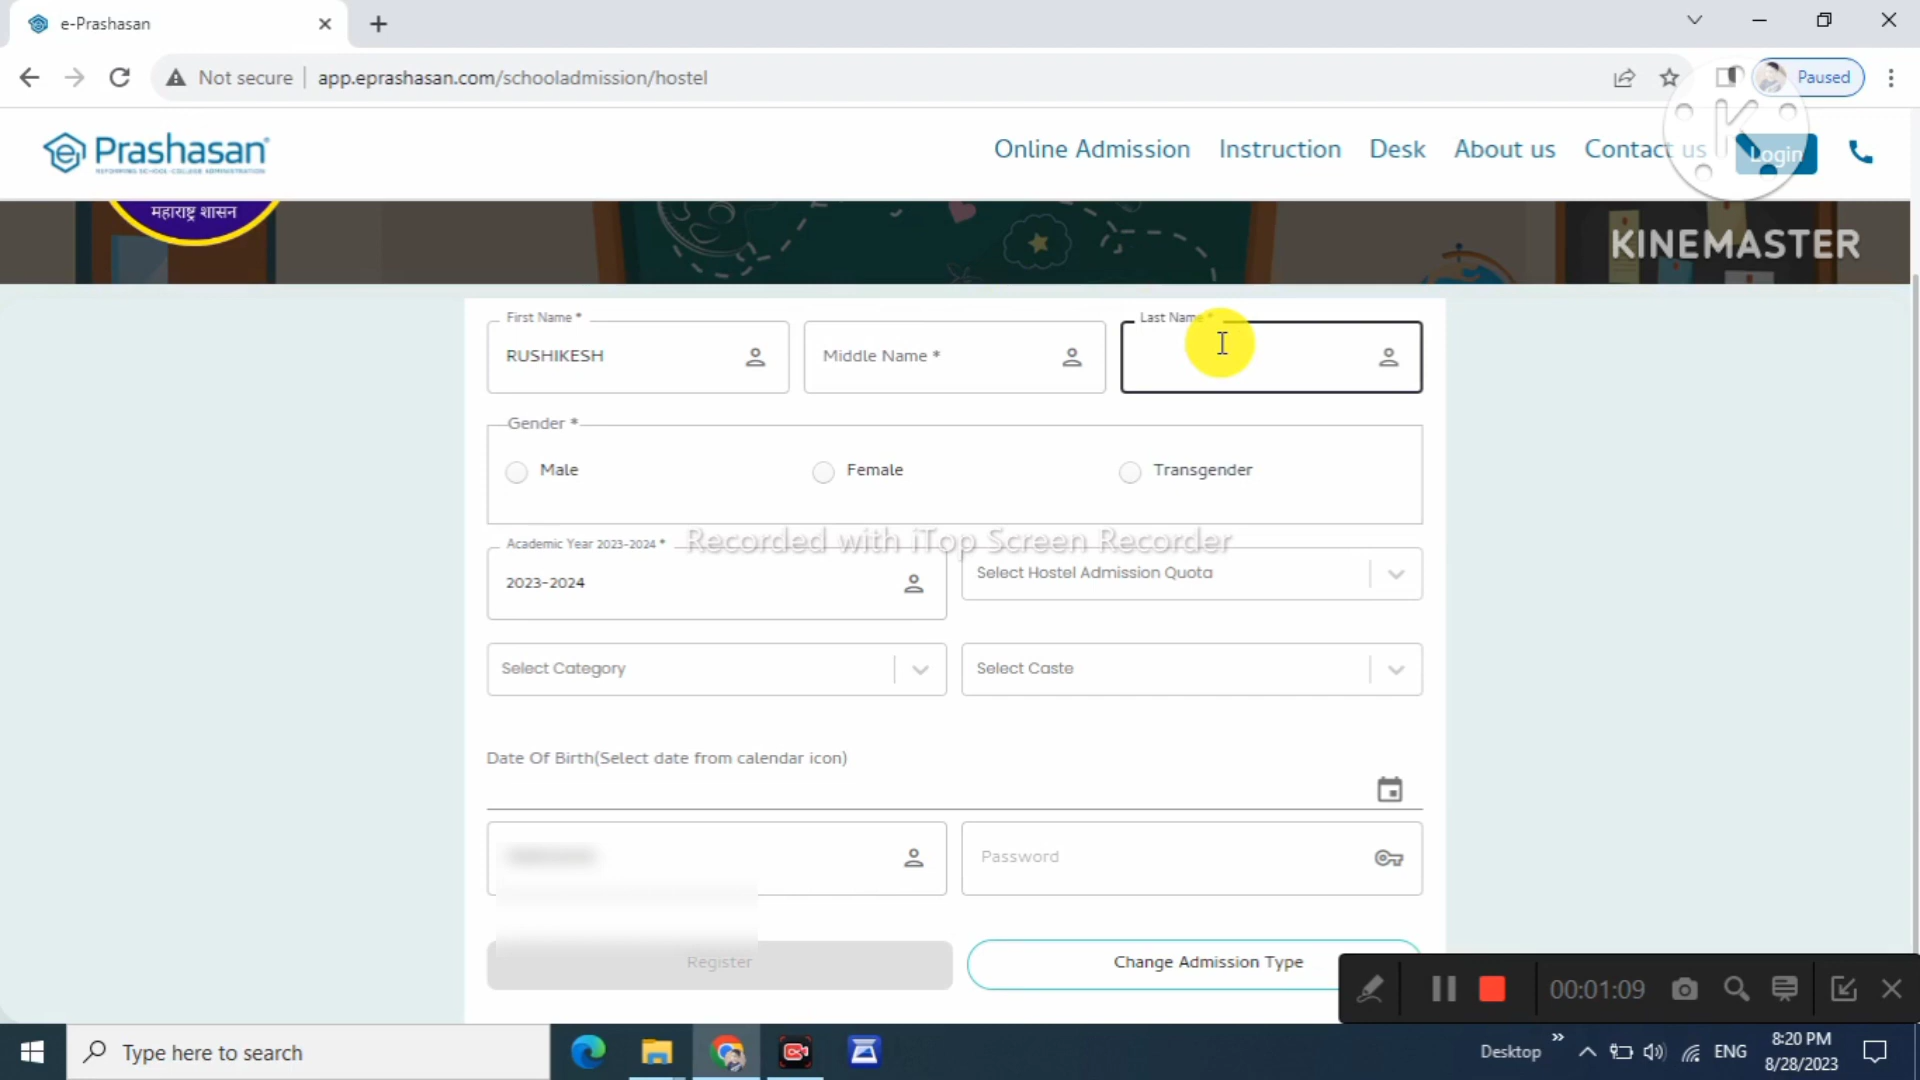 e-Prashasan
Not secure
app.eprashasan.com/schooladmission/hostel
Paused
Prashasan
REFORMING SCHOOL-COLLEGE ADMINISTRATION
Online Admission
Instruction
Desk
About us
Contact us
Login
महाराष्ट्र शासन
KINEMASTER
First Name *
RUSHIKESH
Middle Name *
Last Name *
Gender *
Male
Female
Transgender
Recorded with iTop Screen Recorder
Academic Year 2023-2024 *
2023-2024
Select Hostel Admission Quota
Select Category
Select Caste
Date Of Birth(Select date from calendar icon)
Password
Register
Change Admission Type
00:01:09
Type here to search
Desktop
ENG
8:20 PM
8/28/2023